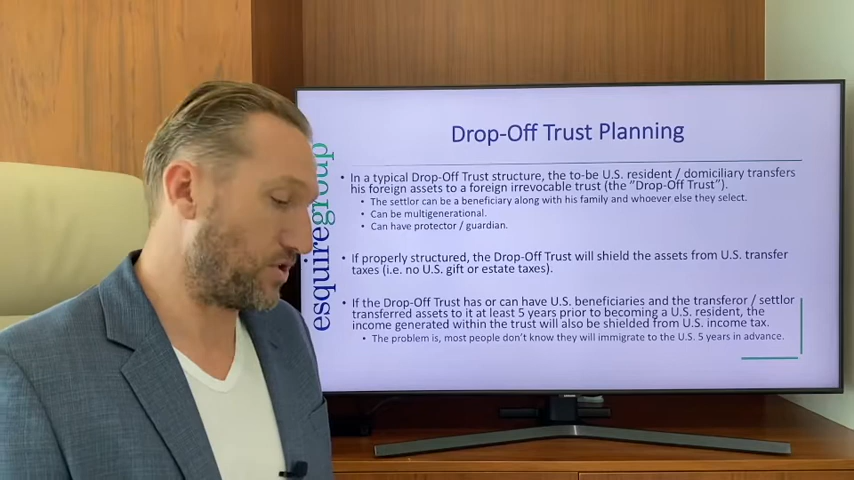 Drop-Off Trust Planning
• In a typical Drop-Off Trust structure, the to-be U.S. resident / domiciliary transfers
his foreign assets to a foreign irrevocable trust (the "Drop-Off Trust").
• The settlor can be a beneficiary along with his family and whoever else they select.
• Can be multigenerational.
• Can have protector / guardian.
• If properly structured, the Drop-Off Trust will shield the assets from U.S. transfer
taxes (i.e. no U.S. gift or estate taxes).
• If the Drop-Off Trust has or can have U.S. beneficiaries and the transferor / settlor
transferred assets to it at least 5 years prior to becoming a U.S. resident, the
income generated within the trust will also be shielded from U.S. income tax.
• The problem is, most people don't know they will immigrate to the U.S. 5 years in advance.
esquiregroup